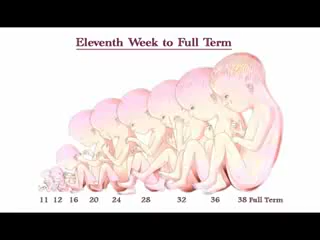 Eleventh Week to Full Term
11 12 16 20 24 28 32 36 38 Full Term